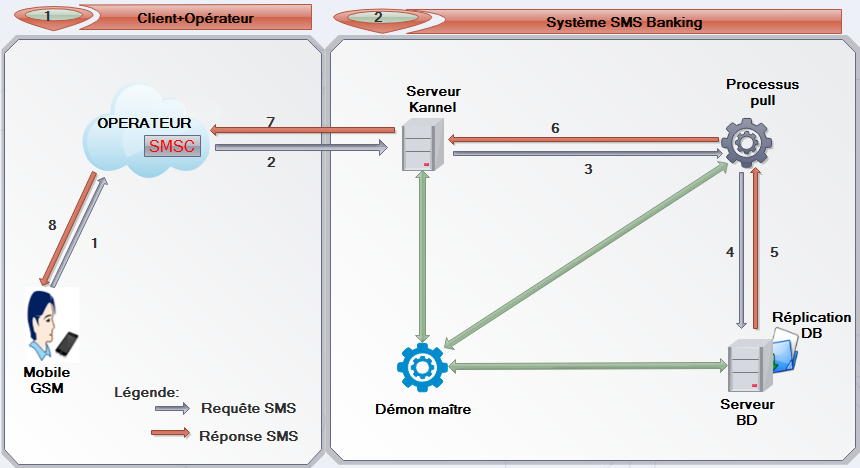 1
Client+Opérateur
2
Système SMS Banking
OPERATEUR
SMSC
7
2
8
1
Mobile
GSM
Légende:
Requête SMS
Réponse SMS
Serveur
Kannel
Processus
pull
6
3
4
5
Réplication
DB
Démon maître
Serveur
BD